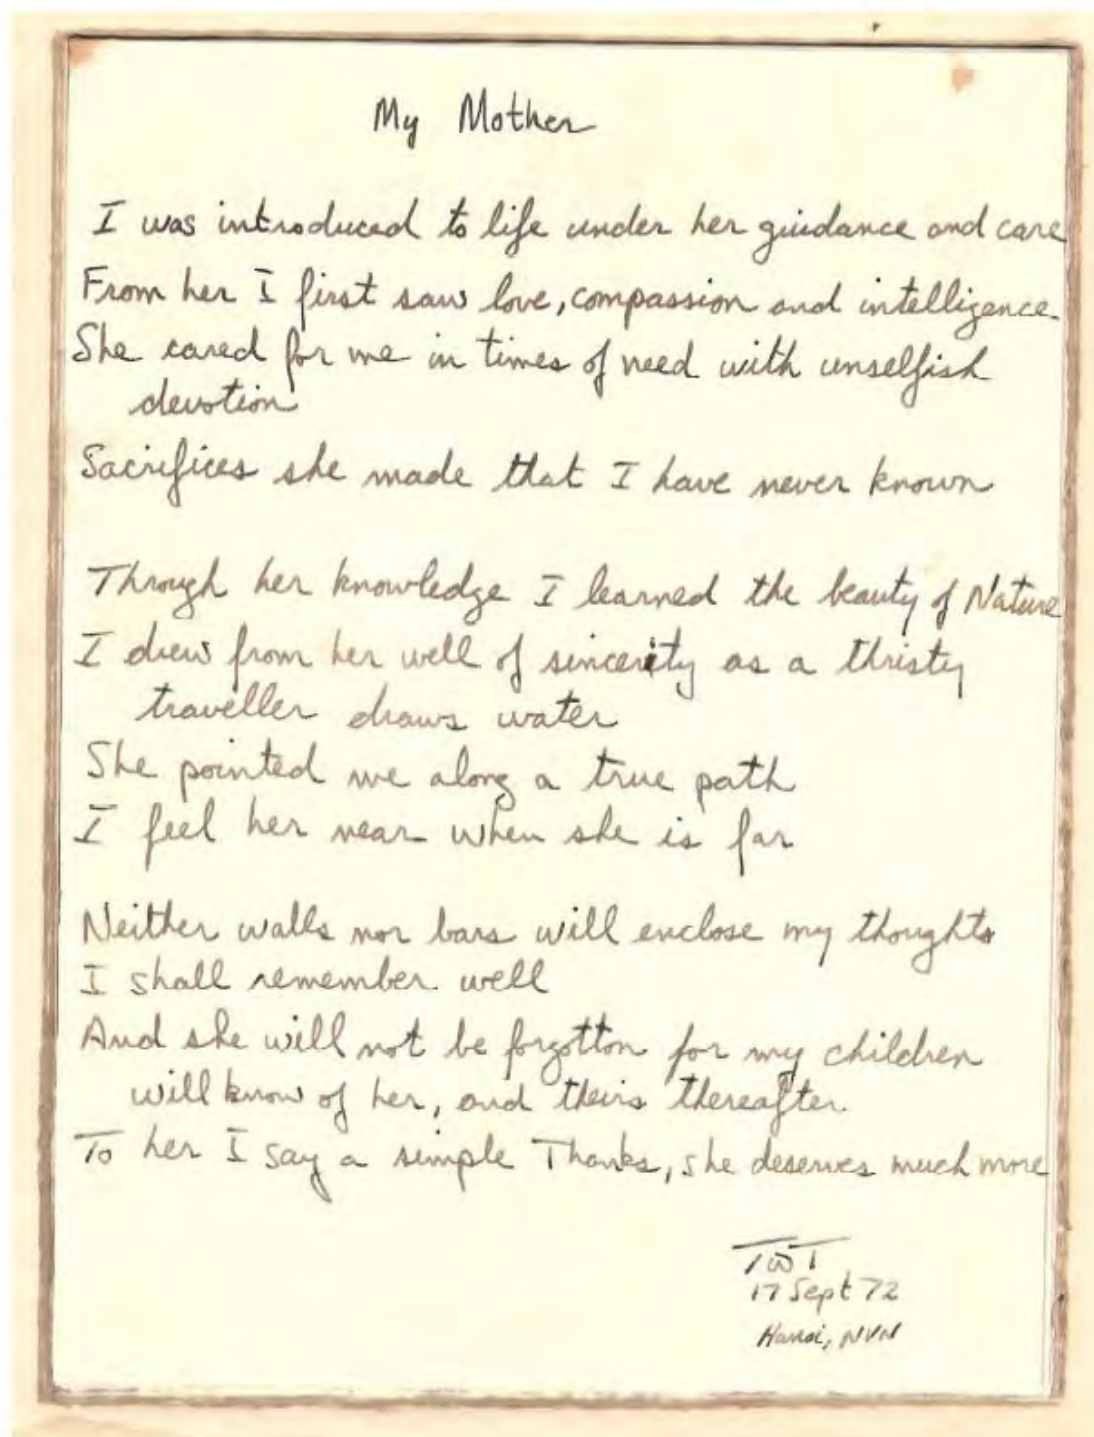 My Mother
I was introduced to life under her guidance and care
From her I first saw love, compassion and intelligence.
She cared for me in times of need with unselfish
devotion
Sacrifices she made that I have never known
Through her knowledge I learned the beauty of Nature
I drew from her well of sincerity as a thristy
traveller draws water
She pointed me along a true path
I feel her near when she is far
Neither walls nor bars will enclose my thoughts
I shall remember well
And she will not be forgotton for my children
will know of her, and theirs thereafter.
To her I say a simple Thanks, she deserves much more
TWT
17 Sept 72
Hanoi, NVN